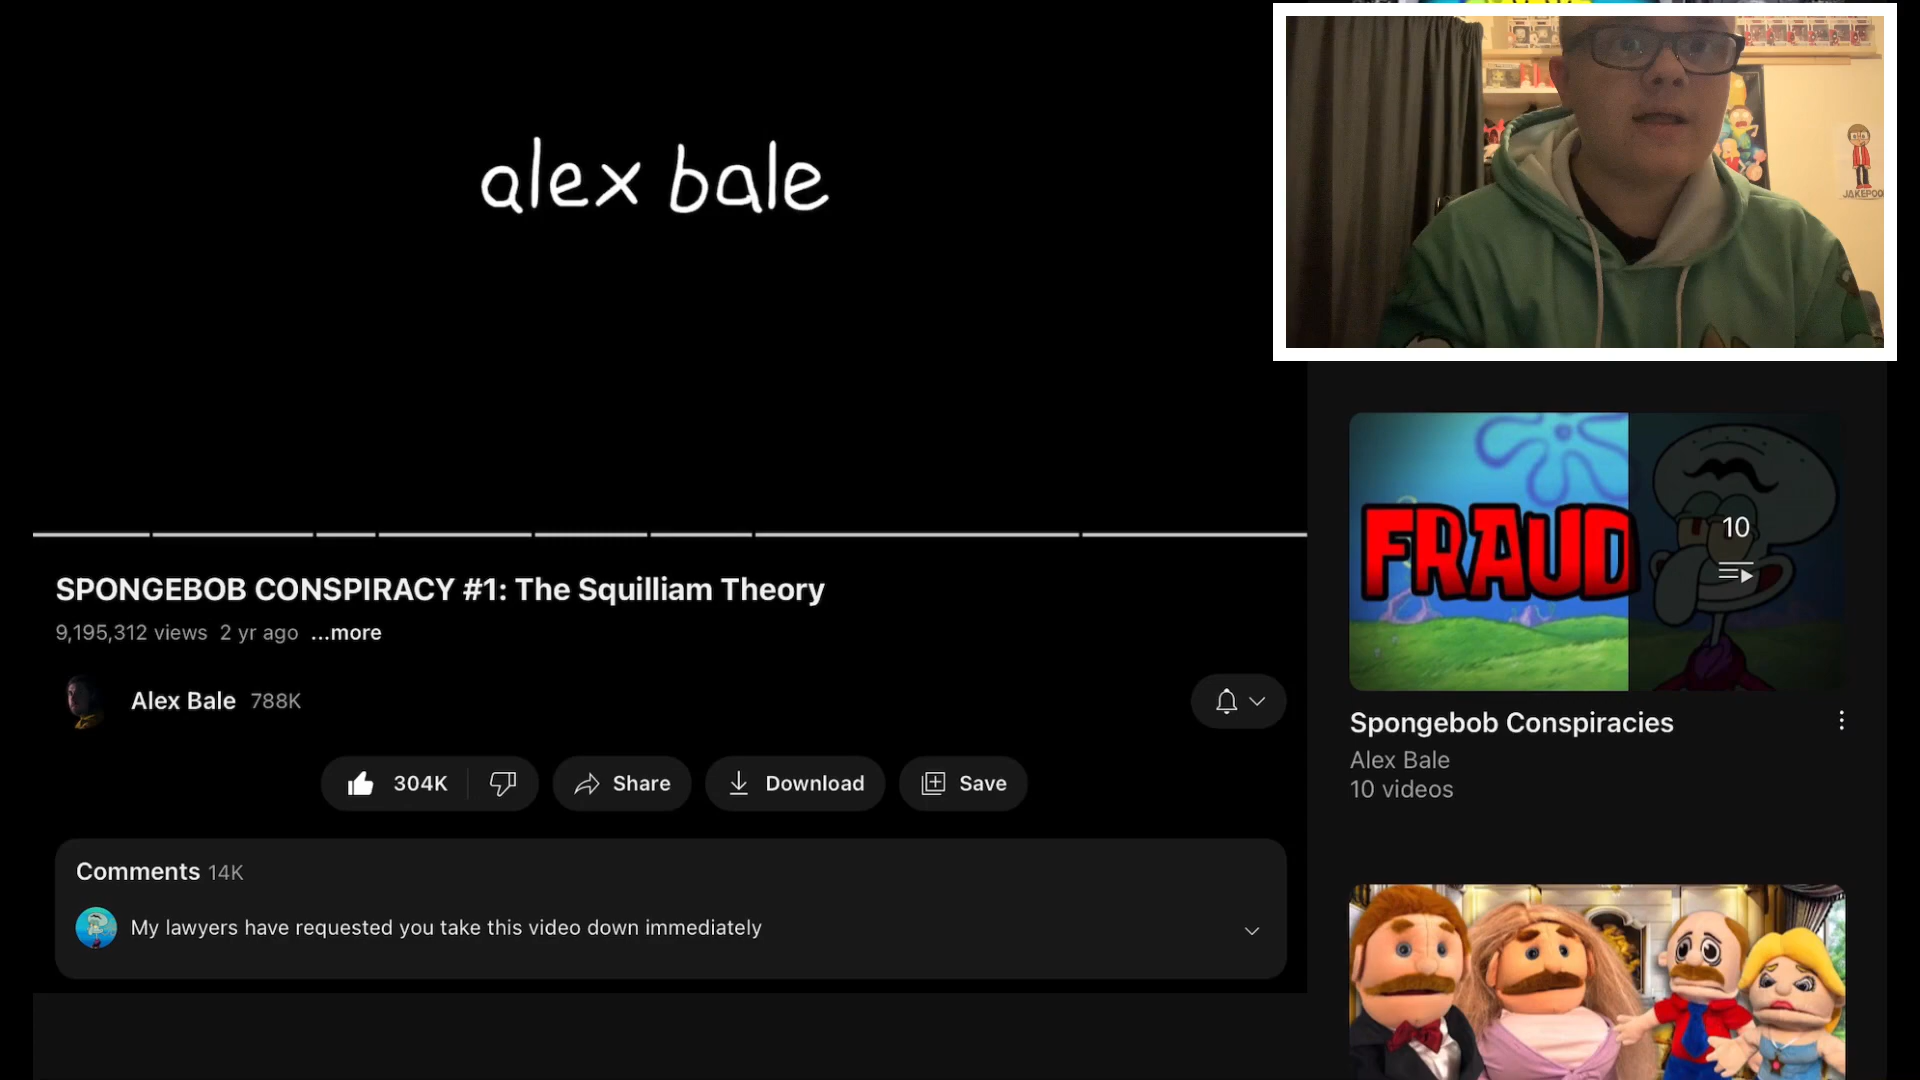 alex bale
JAKEPOO
SPONGEBOB CONSPIRACY #1: The Squilliam Theory
9,195,312 views 2 yr ago ...more
Alex Bale 788K
304K
Share
Download
Save
Comments 14K
My lawyers have requested you take this video down immediately
FRAUD
10
Spongebob Conspiracies
Alex Bale
10 videos